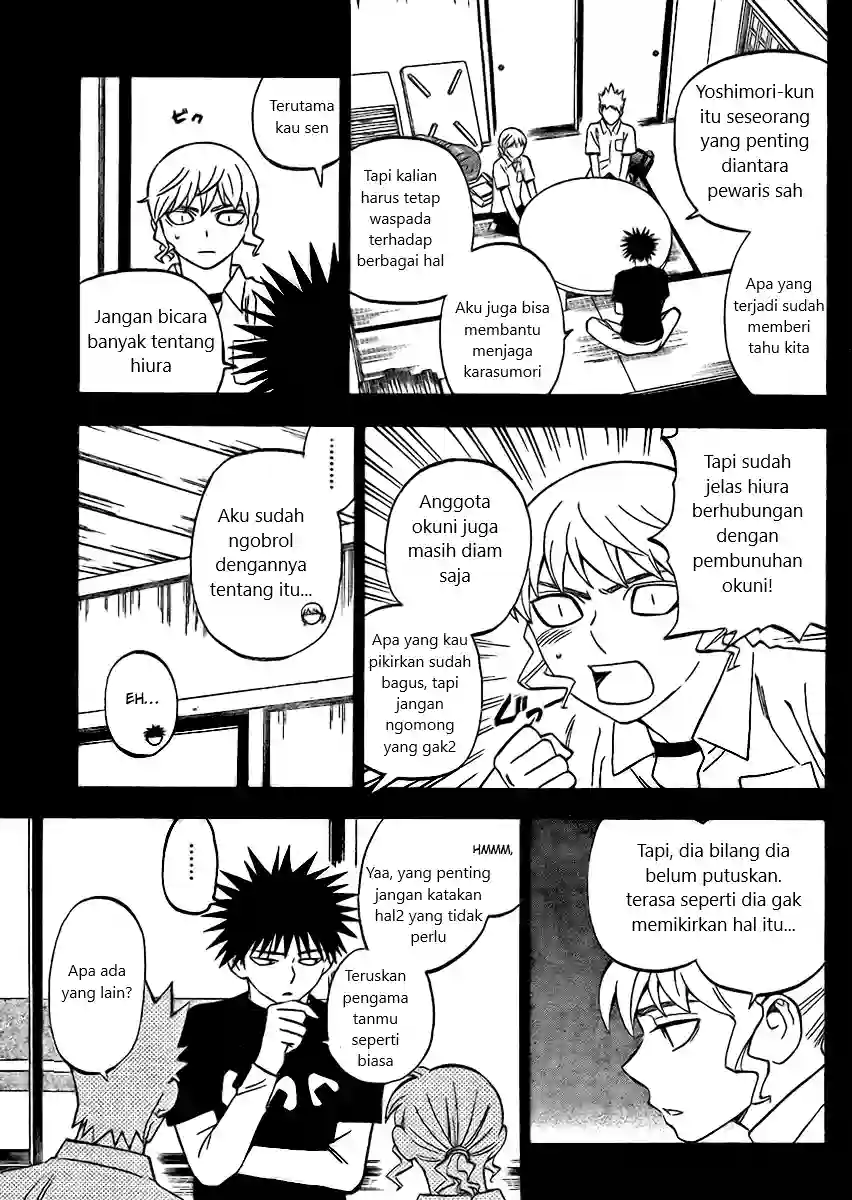 Yoshimori-kun
itu seseorang
yang penting
diantara
pewaris sah
Apa yang
terjadi sudah
memberi
tahu kita
Tapi kalian
harus tetap
waspada
terhadap
berbagai hal
Aku juga bisa
membantu
menjaga
karasumori
Terutama
kau sen
ビク
Jangan bicara
banyak tentang
hiura
Tapi sudah
jelas hiura
berhubungan
dengan
pembunuhan
okuni!
Anggota
okuni juga
masih diam
saja
Apa yang kau
pikirkan sudah
bagus, tapi
jangan
ngomong
yang gak2
.........
Aku sudah
ngobrol
dengannya
tentang itu...
EH...
Tapi, dia bilang dia
belum putuskan.
terasa seperti dia gak
memikirkan hal itu...
HMMM,
Yaa, yang penting
jangan katakan
hal2 yang tidak
perlu
Teruskan
pengama
tanmu
seperti
biasa
......
Apa ada
yang lain?